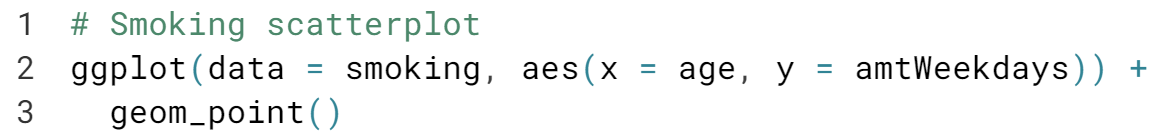 1 # Smoking scatterplot
2 ggplot(data = smoking, aes(x = age, y = amtWeekdays)) +
3   geom_point()